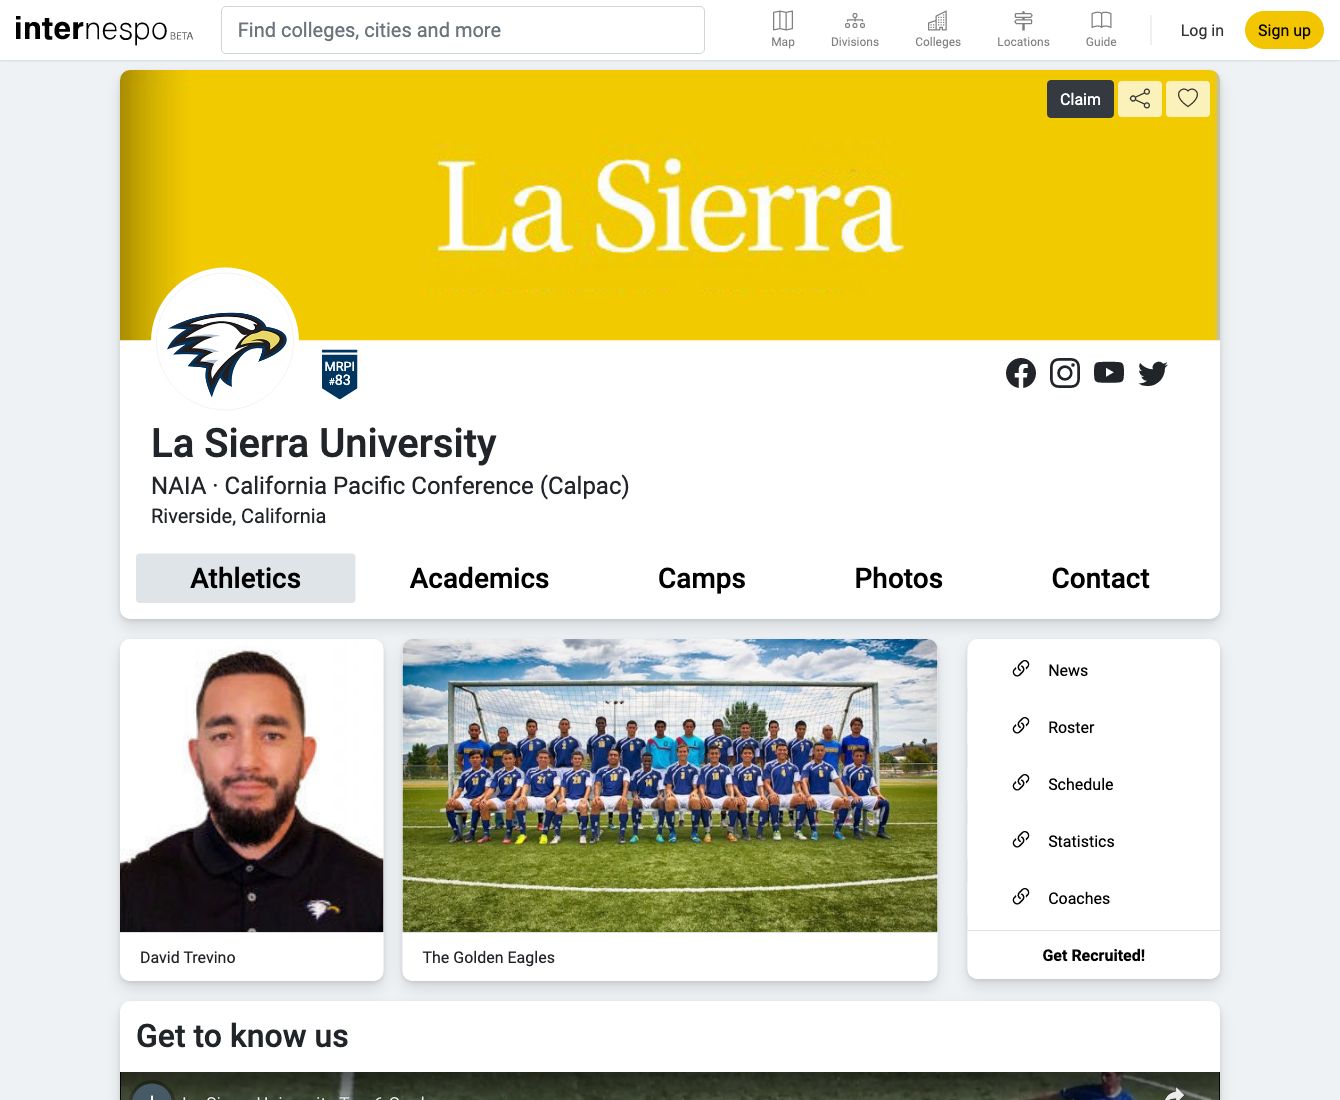 internespo BETA
Find colleges, cities and more
Map
Divisions
Colleges
Locations
Guide
Log in
Sign up
Claim
La Sierra
MRPI
#83
La Sierra University
NAIA · California Pacific Conference (Calpac)
Riverside, California
Athletics
Academics
Camps
Photos
Contact
David Trevino
The Golden Eagles
News
Roster
Schedule
Statistics
Coaches
Get Recruited!
Get to know us